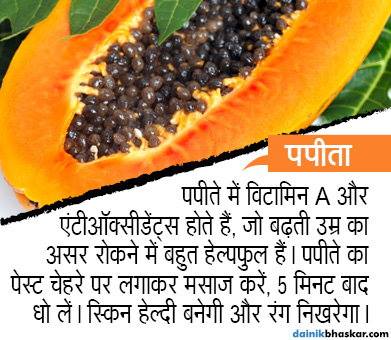 पपीता
पपीते में विटामिन A और
एंटीऑक्सीडेंट्स होते हैं, जो बढ़ती उम्र का
असर रोकने में बहुत हेल्पफुल हैं। पपीते का
पेस्ट चेहरे पर लगाकर मसाज करें, 5 मिनट बाद
धो लें। स्किन हेल्दी बनेगी और रंग निखरेगा।
dainikbhaskar.com